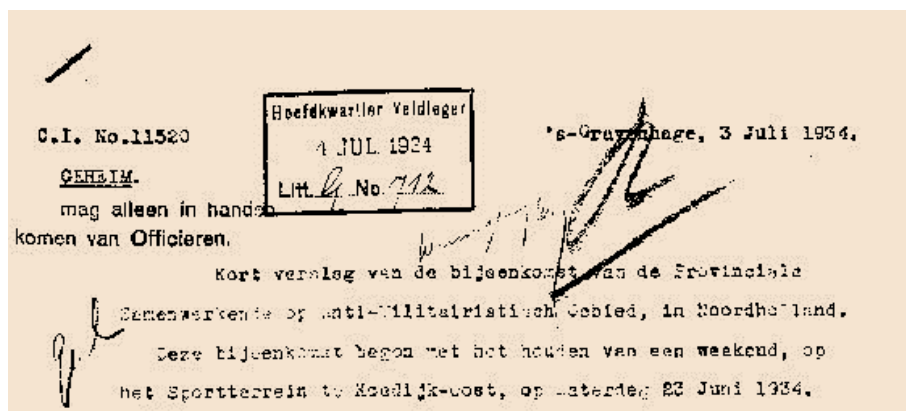 Hoofdkwartier Veldleger
4 JUL. 1934
Litt. G No. 712
C.I. No.11520
's-Gravenhage, 3 Juli 1934.
GEHEIM.
mag alleen in handen
komen van Officieren.
Kort verslag van de bijeenkomst van de Provinciale
Samenwerkende op Anti-Militairistisch Gebied, in Noordholland.
Deze bijeenkomst begon met het houden van een weekend, op
het Sportterrein te Koedijk-Oost, op Zaterdag 23 Juni 1934.